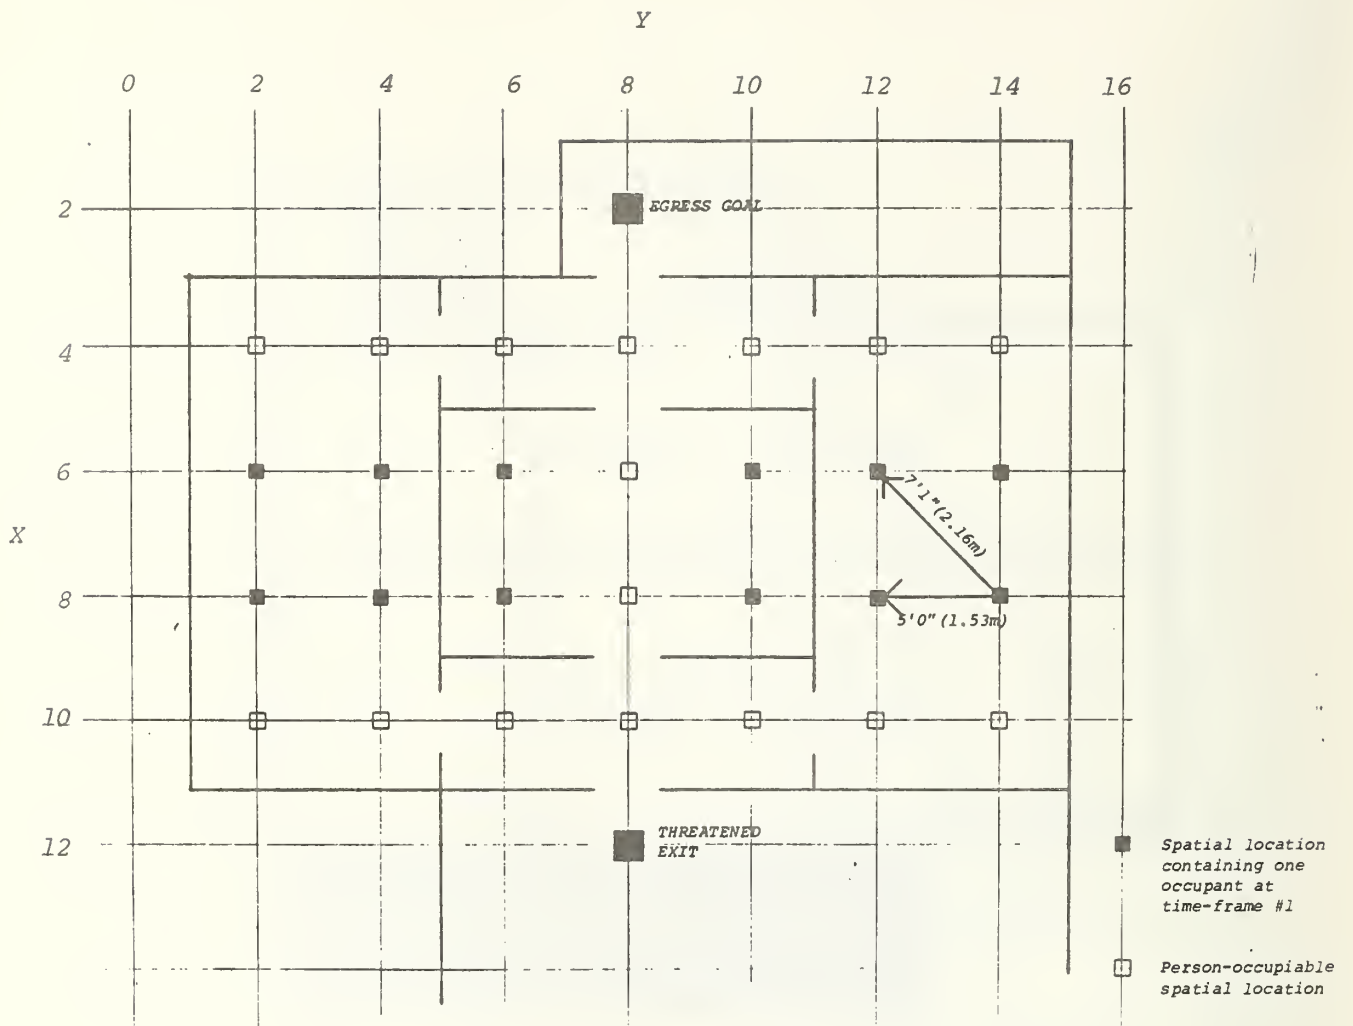 Y
0 2 4 6 8 10 12 14 16
2
EGRESS GOAL
4
6
7'1"(2.16m)
X
8
5'0"(1.53m)
10
12
THREATENED
EXIT
Spatial location
containing one
occupant at
time-frame #1
Person-occupiable
spatial location